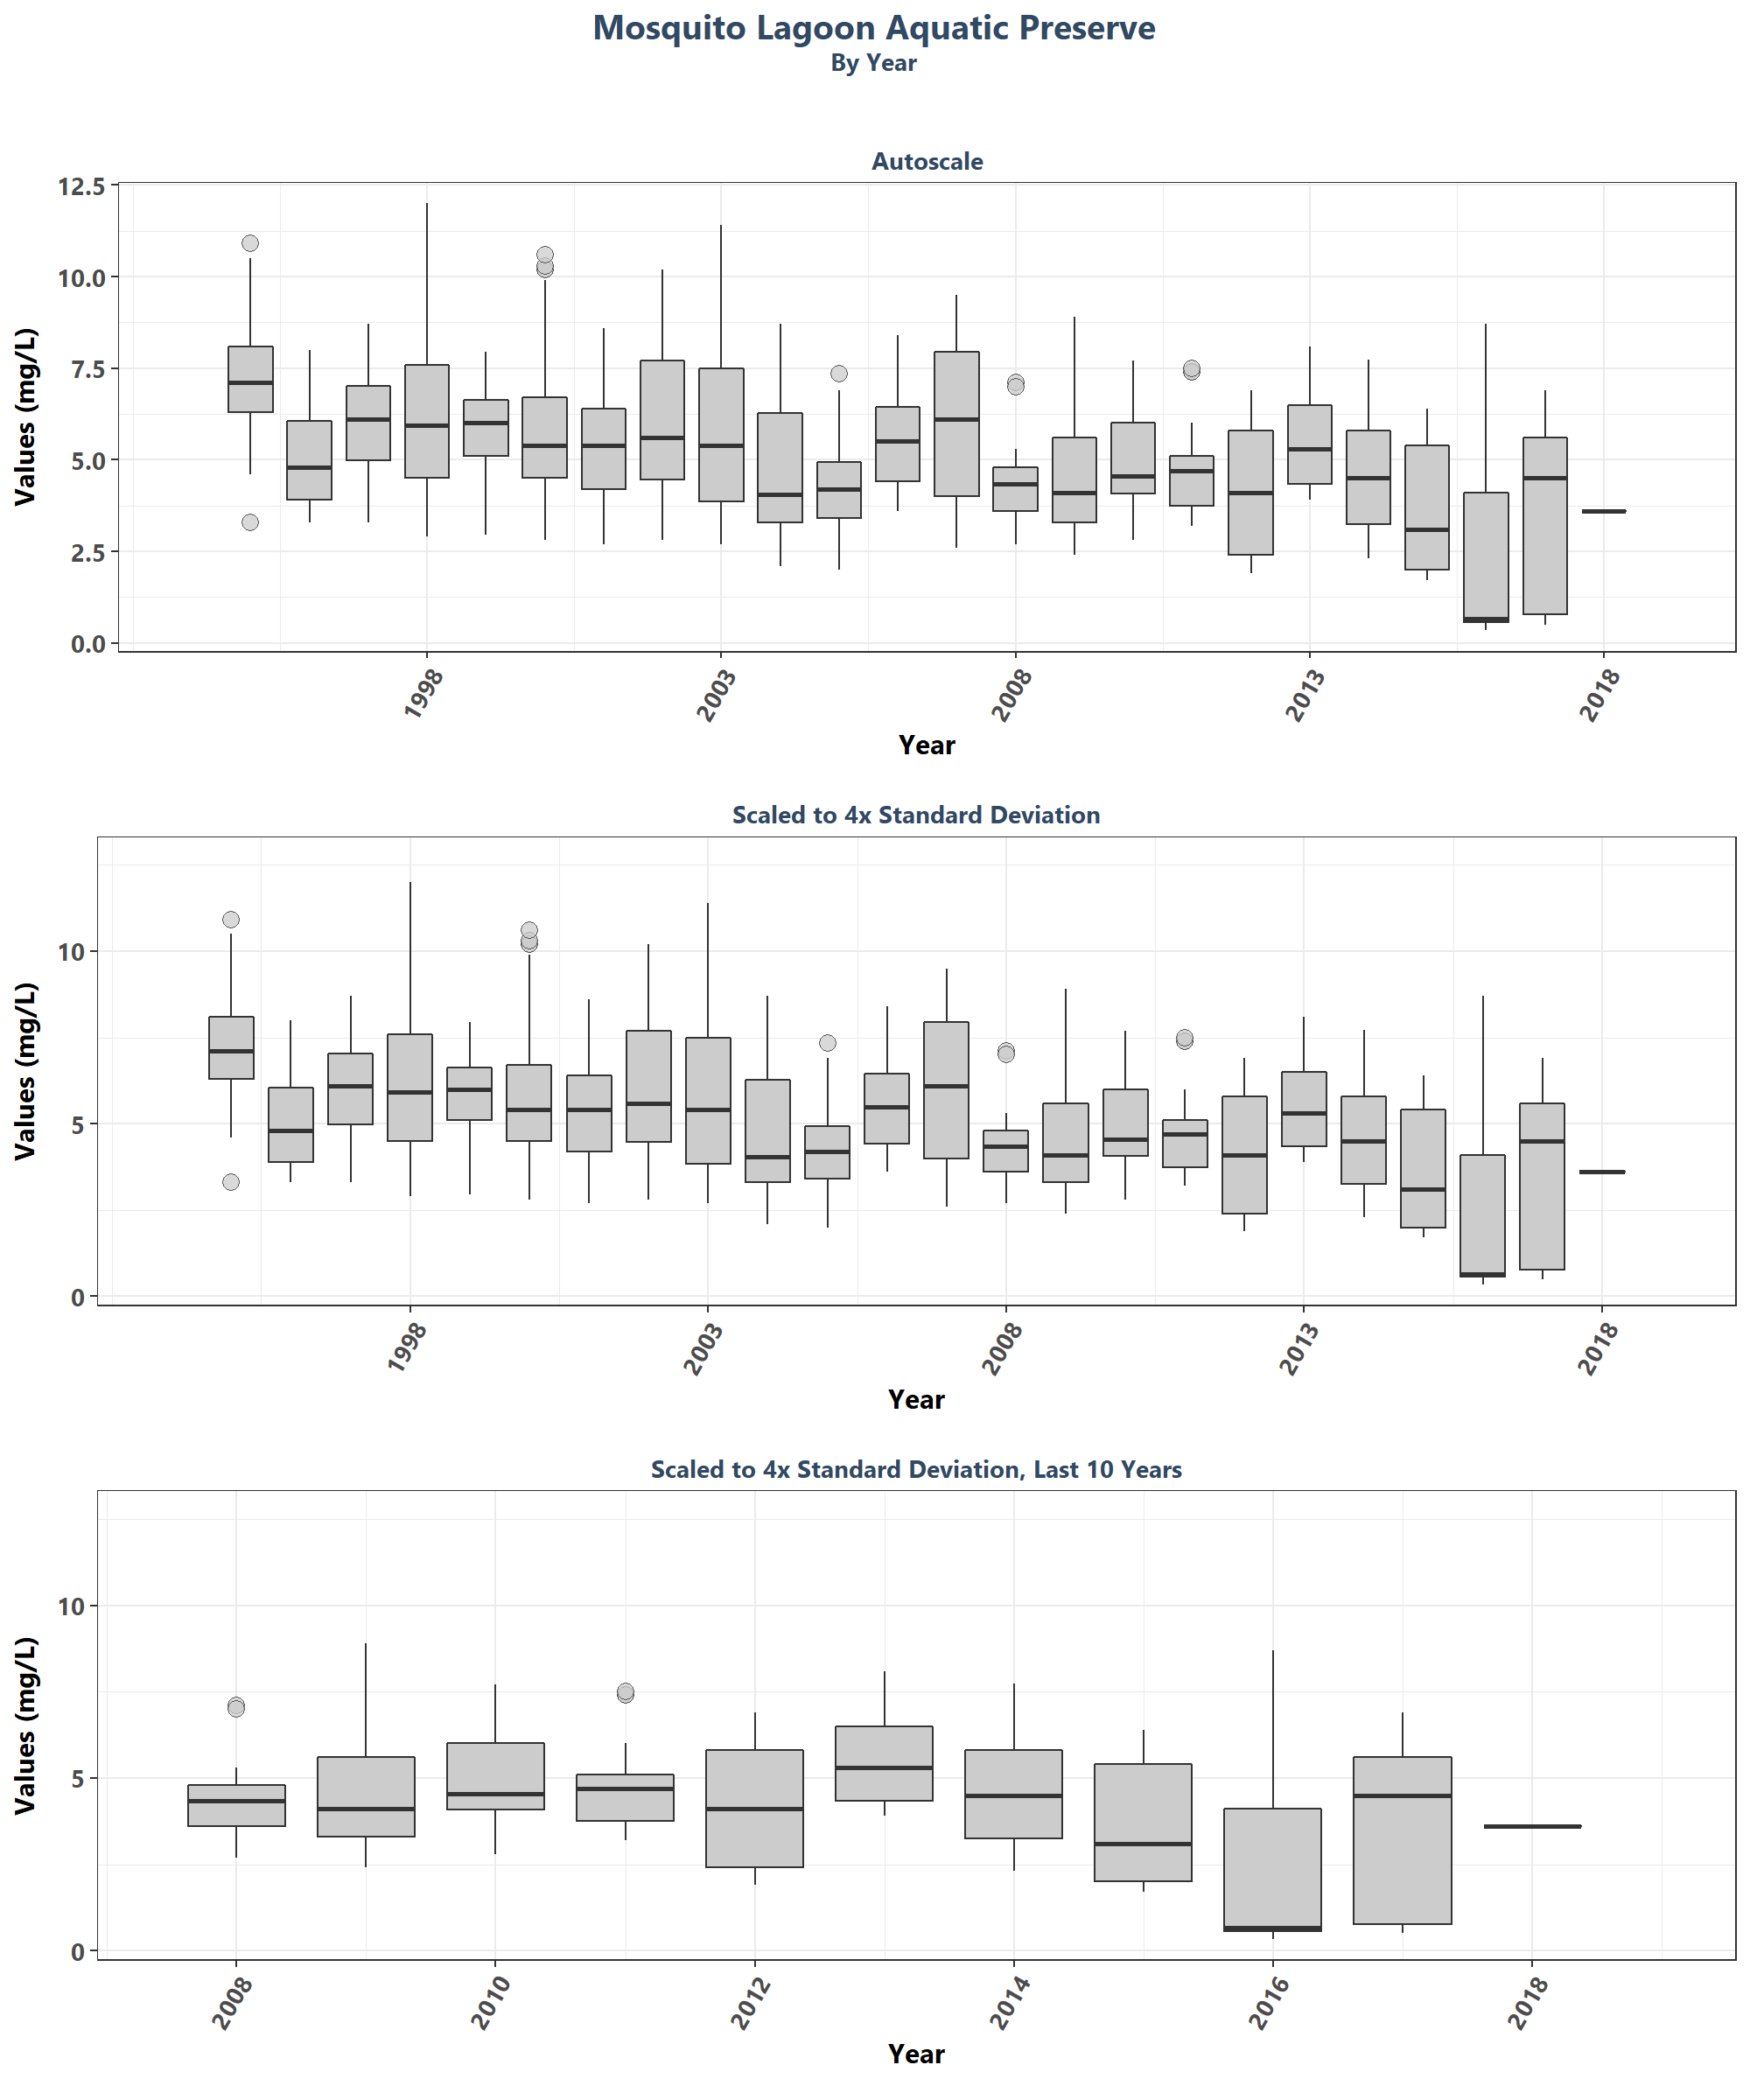 Mosquito Lagoon Aquatic Preserve
By Year
Autoscale
Values (mg/L)
12.5
10.0
7.5
5.0
2.5
0.0
1998 2003 2008 2013 2018
Year
Scaled to 4x Standard Deviation
Values (mg/L)
10
5
0
1998 2003 2008 2013 2018
Year
Scaled to 4x Standard Deviation, Last 10 Years
Values (mg/L)
10
5
0
2008 2010 2012 2014 2016 2018
Year